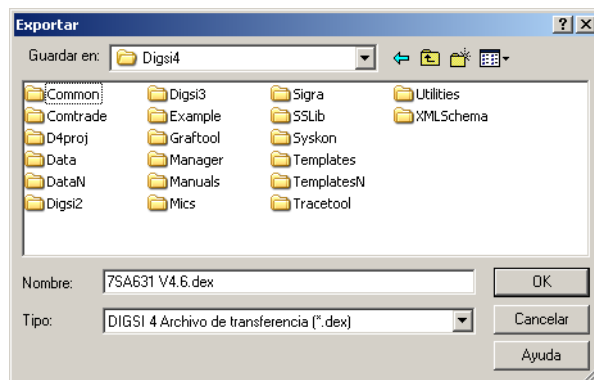 Exportar
Guardar en: Digsi4
Common Digsi3 Sigra Utilities
Comtrade Example SSLib XMLSchema
D4proj Graftool Syskon
Data Manager Templates
DataN Manuals TemplatesN
Digsi2 Mics Tracetool
Nombre: 7SA631 V4.6.dex OK
Tipo: DIGSI 4 Archivo de transferencia (*.dex) Cancelar
Ayuda